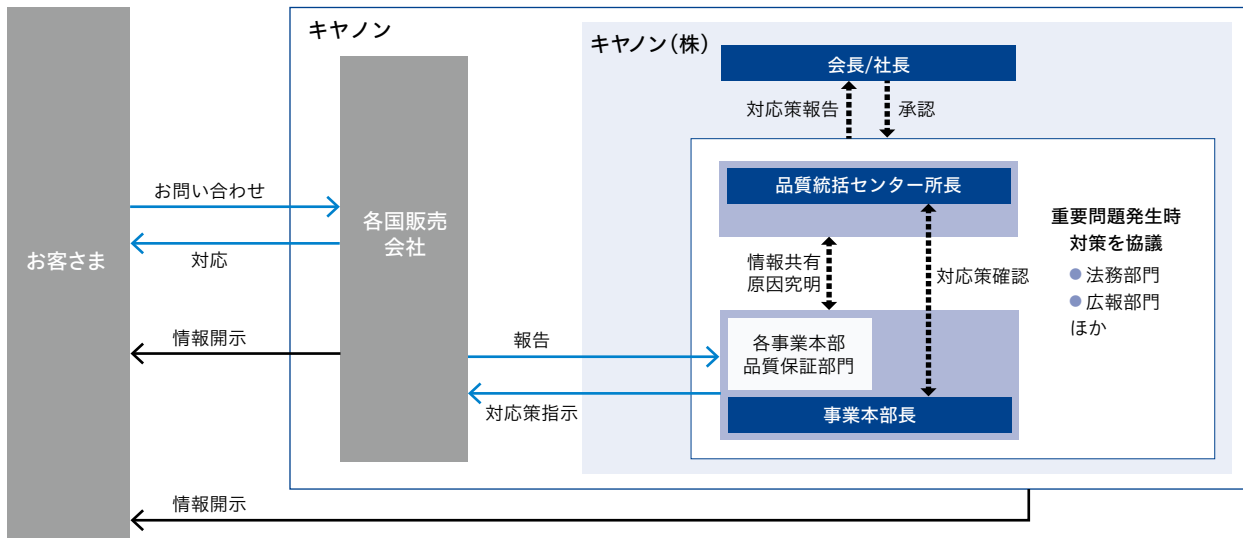 キヤノン
キヤノン（株）
会長/社長
対応策報告
承認
お客さま
お問い合わせ
対応
情報開示
各国販売
会社
報告
対応策指示
品質統括センター所長
情報共有
原因究明
対応策確認
各事業本部
品質保証部門
事業本部長
重要問題発生時
対策を協議
●法務部門
●広報部門
ほか
情報開示